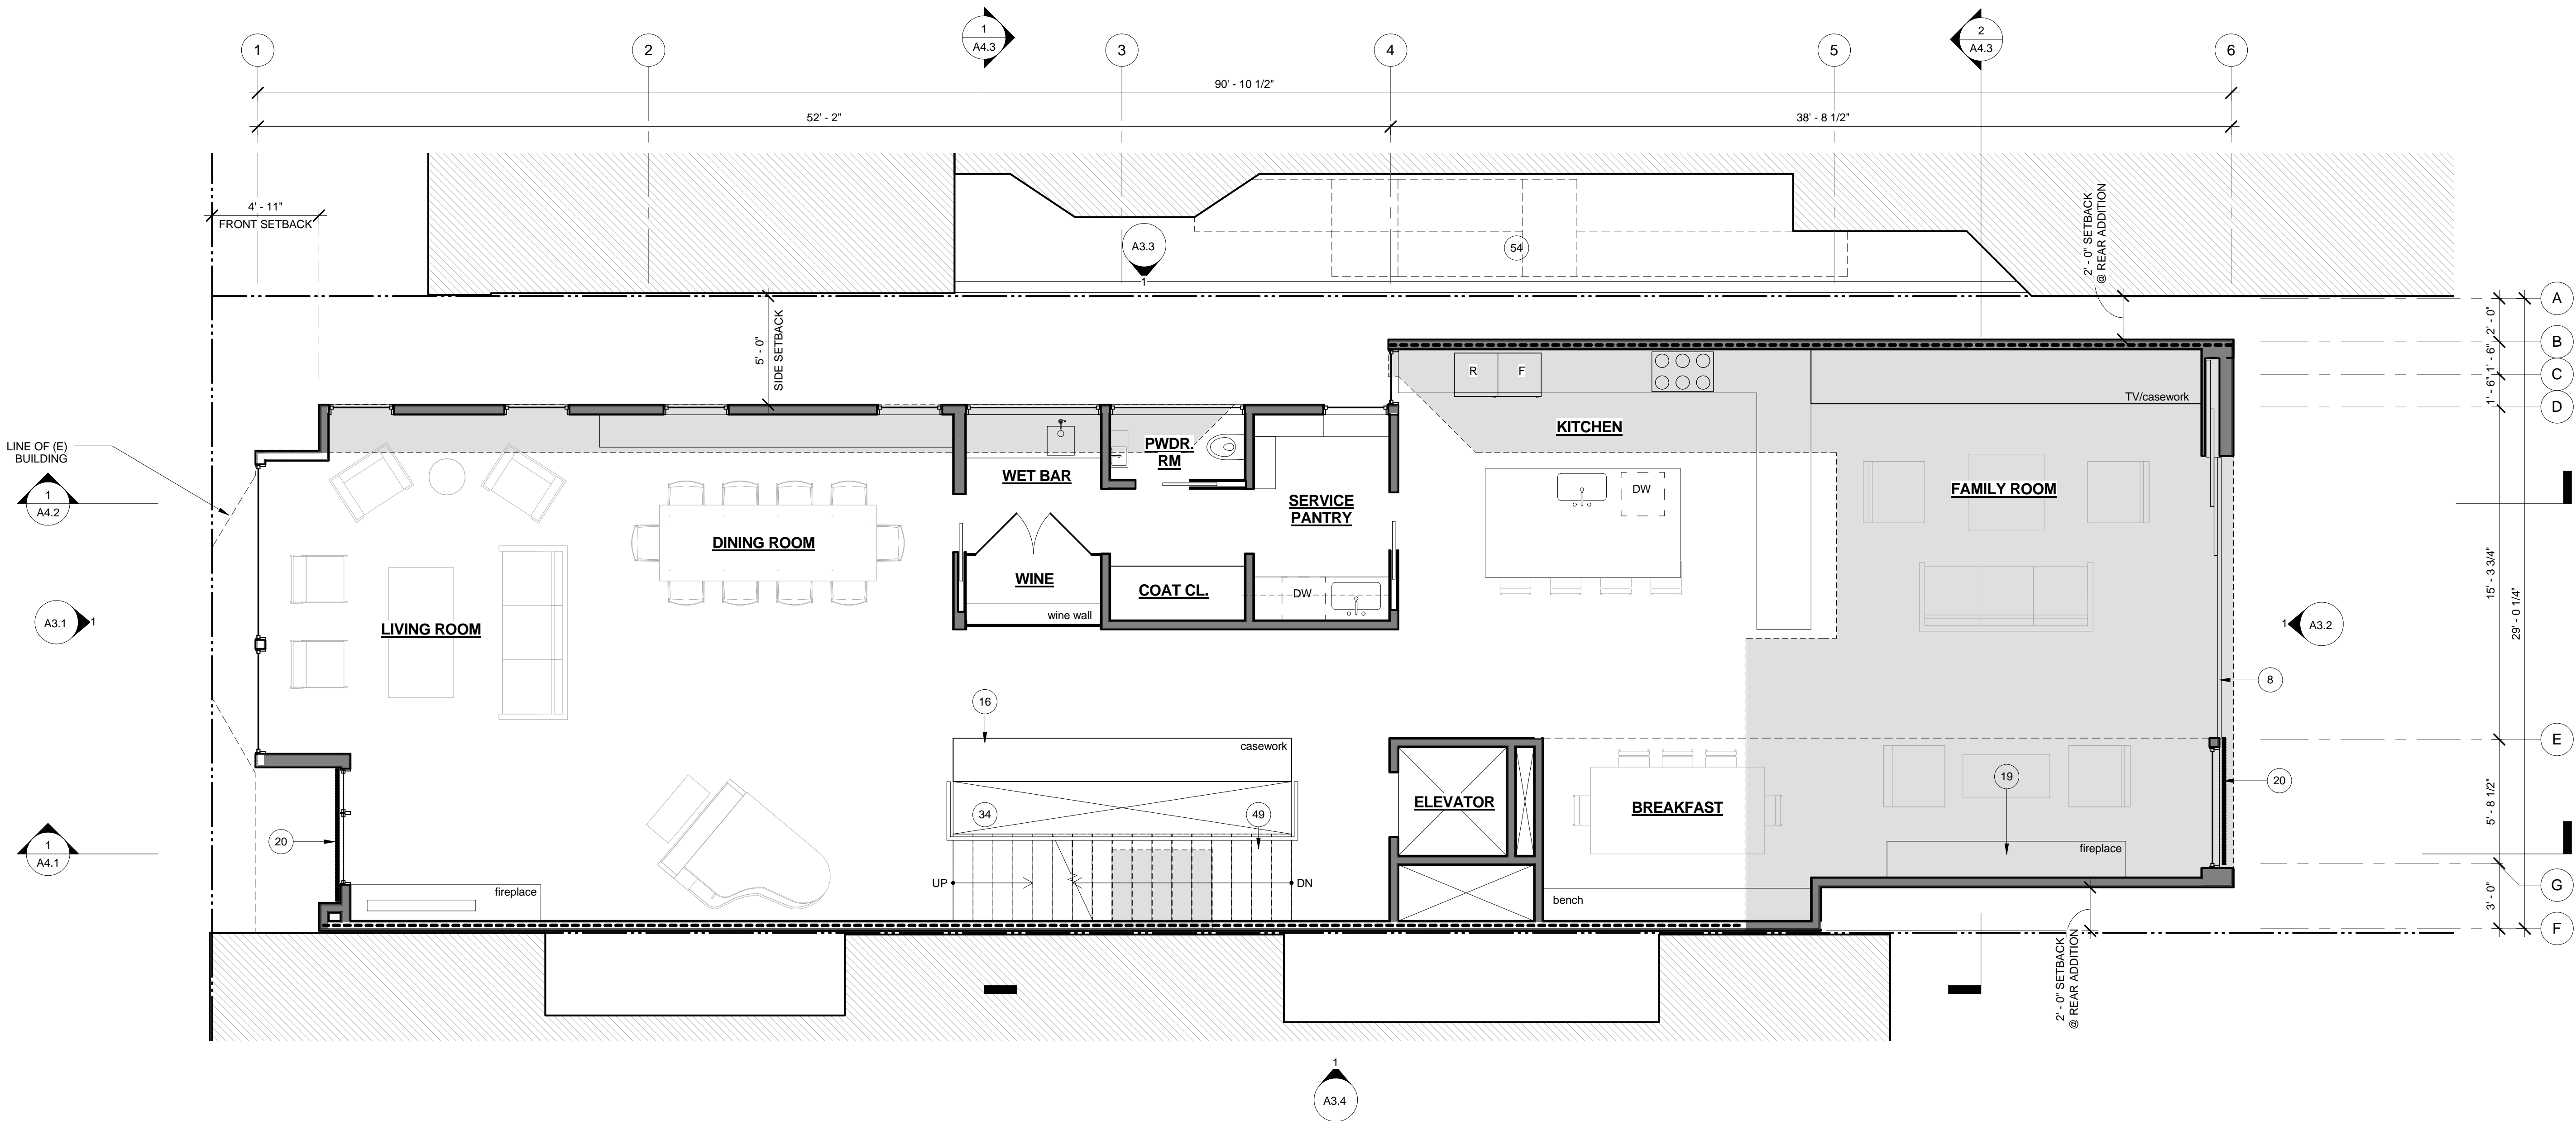 1
A4.3
2
A4.3
1
2
3
4
5
6
90' - 10 1/2"
52' - 2"
38' - 8 1/2"
4' - 11"
FRONT SETBACK
2' - 0" SETBACK
@ REAR ADDITION
A3.3
1
54
5' - 0"
SIDE SETBACK
A
B
C
D
E
G
F
2' - 0"
1' - 6"
1' - 6"
15' - 3 3/4"
29' - 0 1/4"
5' - 8 1/2"
3' - 0"
LINE OF (E)
BUILDING
1
A4.2
A3.1
1
1
A4.1
R
F
TV/casework
KITCHEN
PWDR.
RM
WET BAR
SERVICE
PANTRY
DW
FAMILY ROOM
DINING ROOM
WINE
COAT CL.
DW
wine wall
LIVING ROOM
1
A3.2
8
16
casework
20
19
ELEVATOR
BREAKFAST
34
49
20
fireplace
UP
DN
fireplace
bench
2' - 0" SETBACK
@ REAR ADDITION
1
A3.4